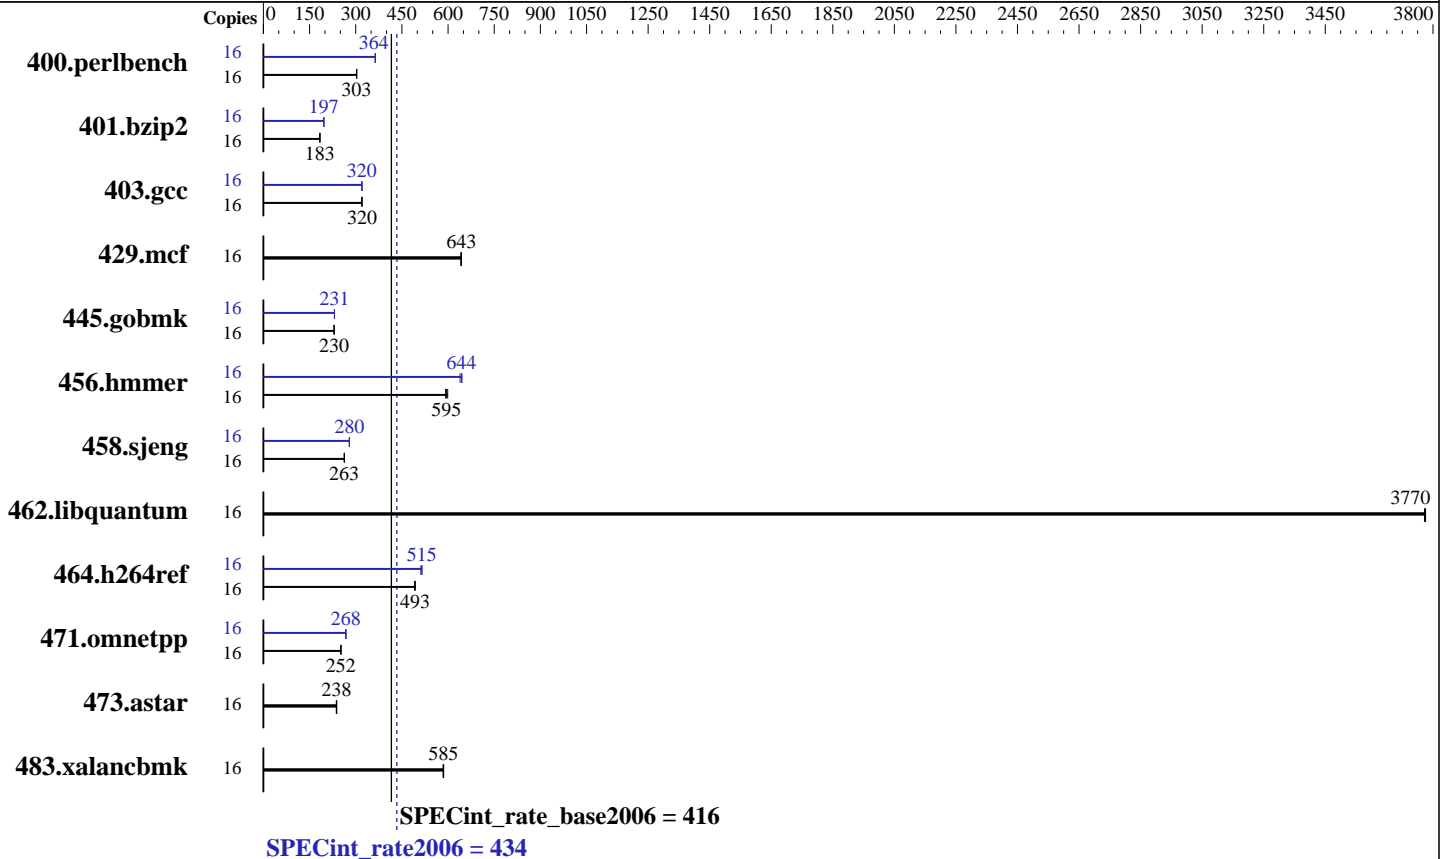 Copies 0 150 300 450 600 750 900 1050 1250 1450 1650 1850 2050 2250 2450 2650 2850 3050 3250 3450 3800
400.perlbench 16 364
16 303
401.bzip2 16 197
16 183
403.gcc 16 320
16 320
429.mcf 16 643
445.gobmk 16 231
16 230
456.hmmer 16 644
16 595
458.sjeng 16 280
16 263
462.libquantum 16 3770
464.h264ref 16 515
16 493
471.omnetpp 16 268
16 252
473.astar 16 238
483.xalancbmk 16 585
SPECint_rate_base2006 = 416
SPECint_rate2006 = 434